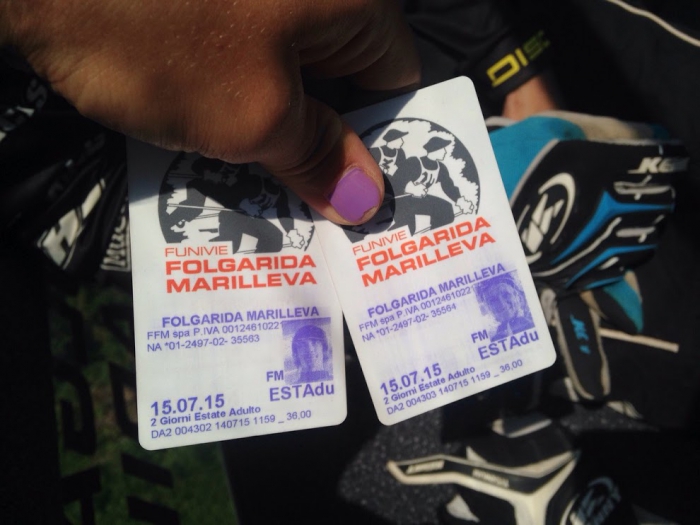 FUNIVIE
FOLGARIDA
MARILLEVA
FOLGARIDA MARILLEVA
FFM spa P.IVA 0012461022
NA *01-2497-02- 35563
FM
ESTAdu
15.07.15
2 Giorni Estate Adulto
DA2 004302 140715 1159 _ 36,00
FUNIVIE
FOLGARIDA
MARILLEVA
FOLGARIDA MARILLEVA
FFM spa P.IVA 0012461022
NA *01-2497-02- 35564
FM
ESTAdu
15.07.15
2 Giorni Estate Adulto
DA2 004303 140715 1159 _ 36,00